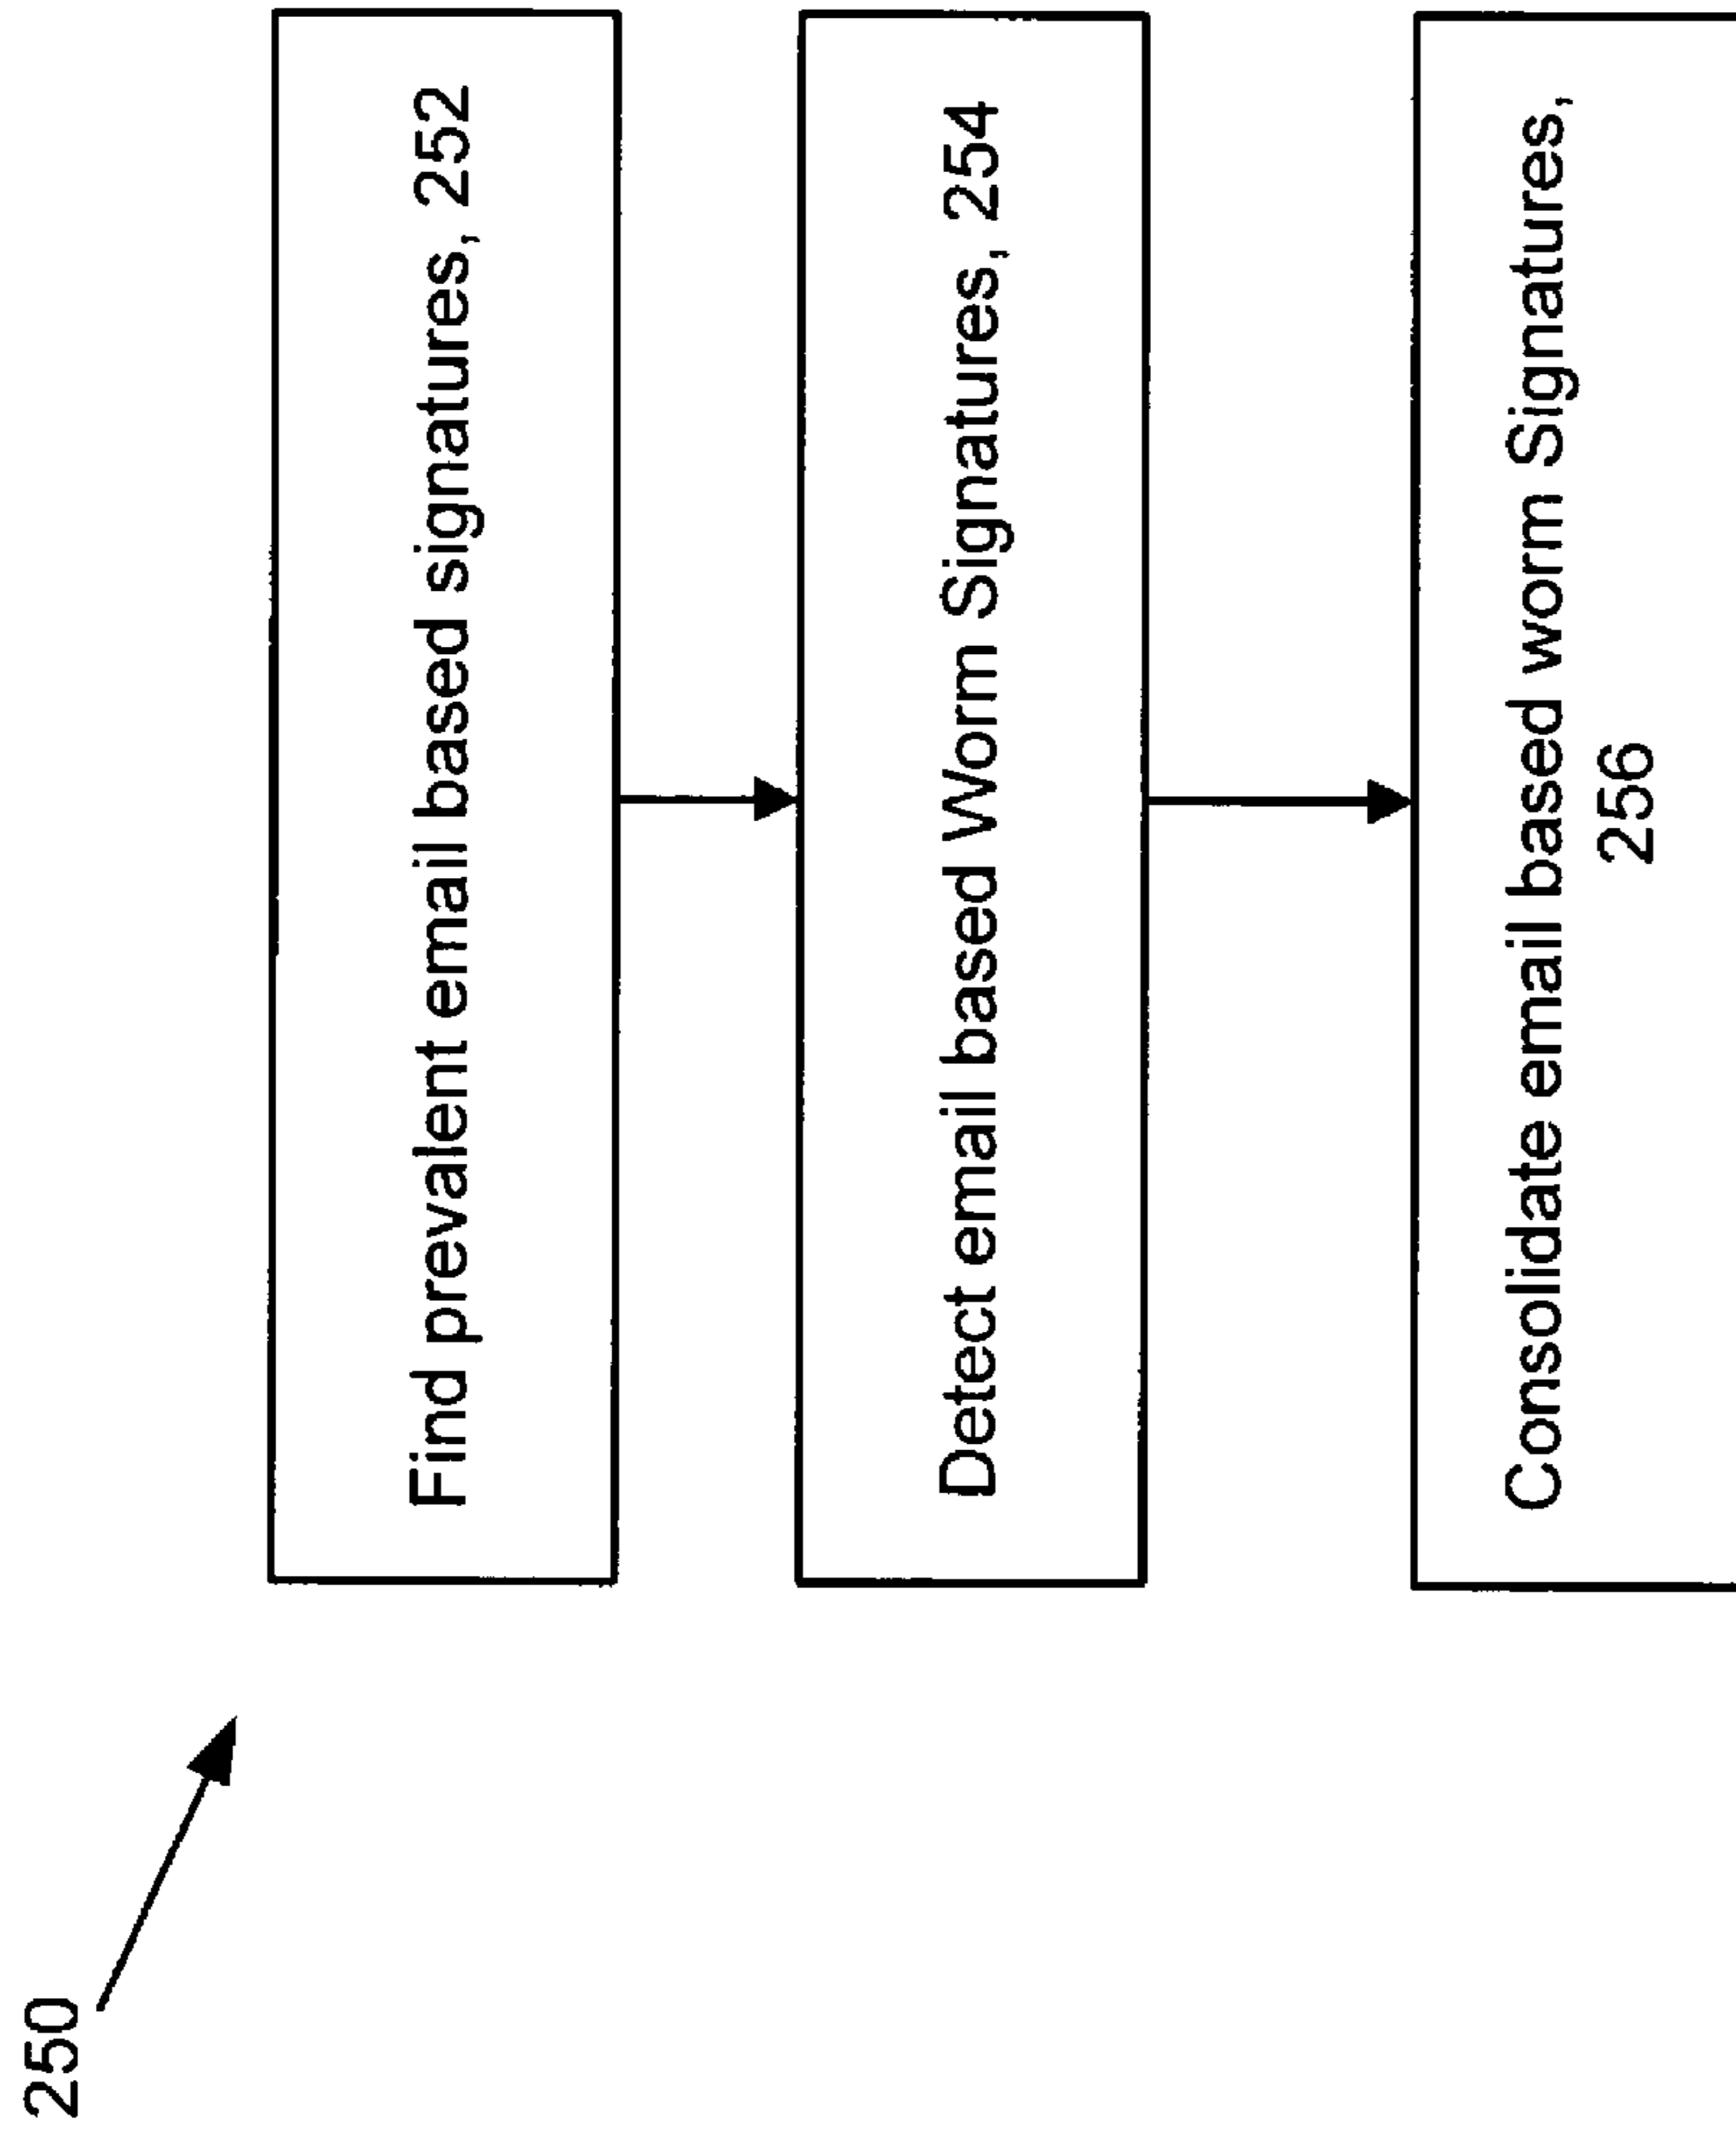 250
Find prevalent email based signatures, 252
Detect email based Worm Signatures, 254
Consolidate email based worm Signatures,
256